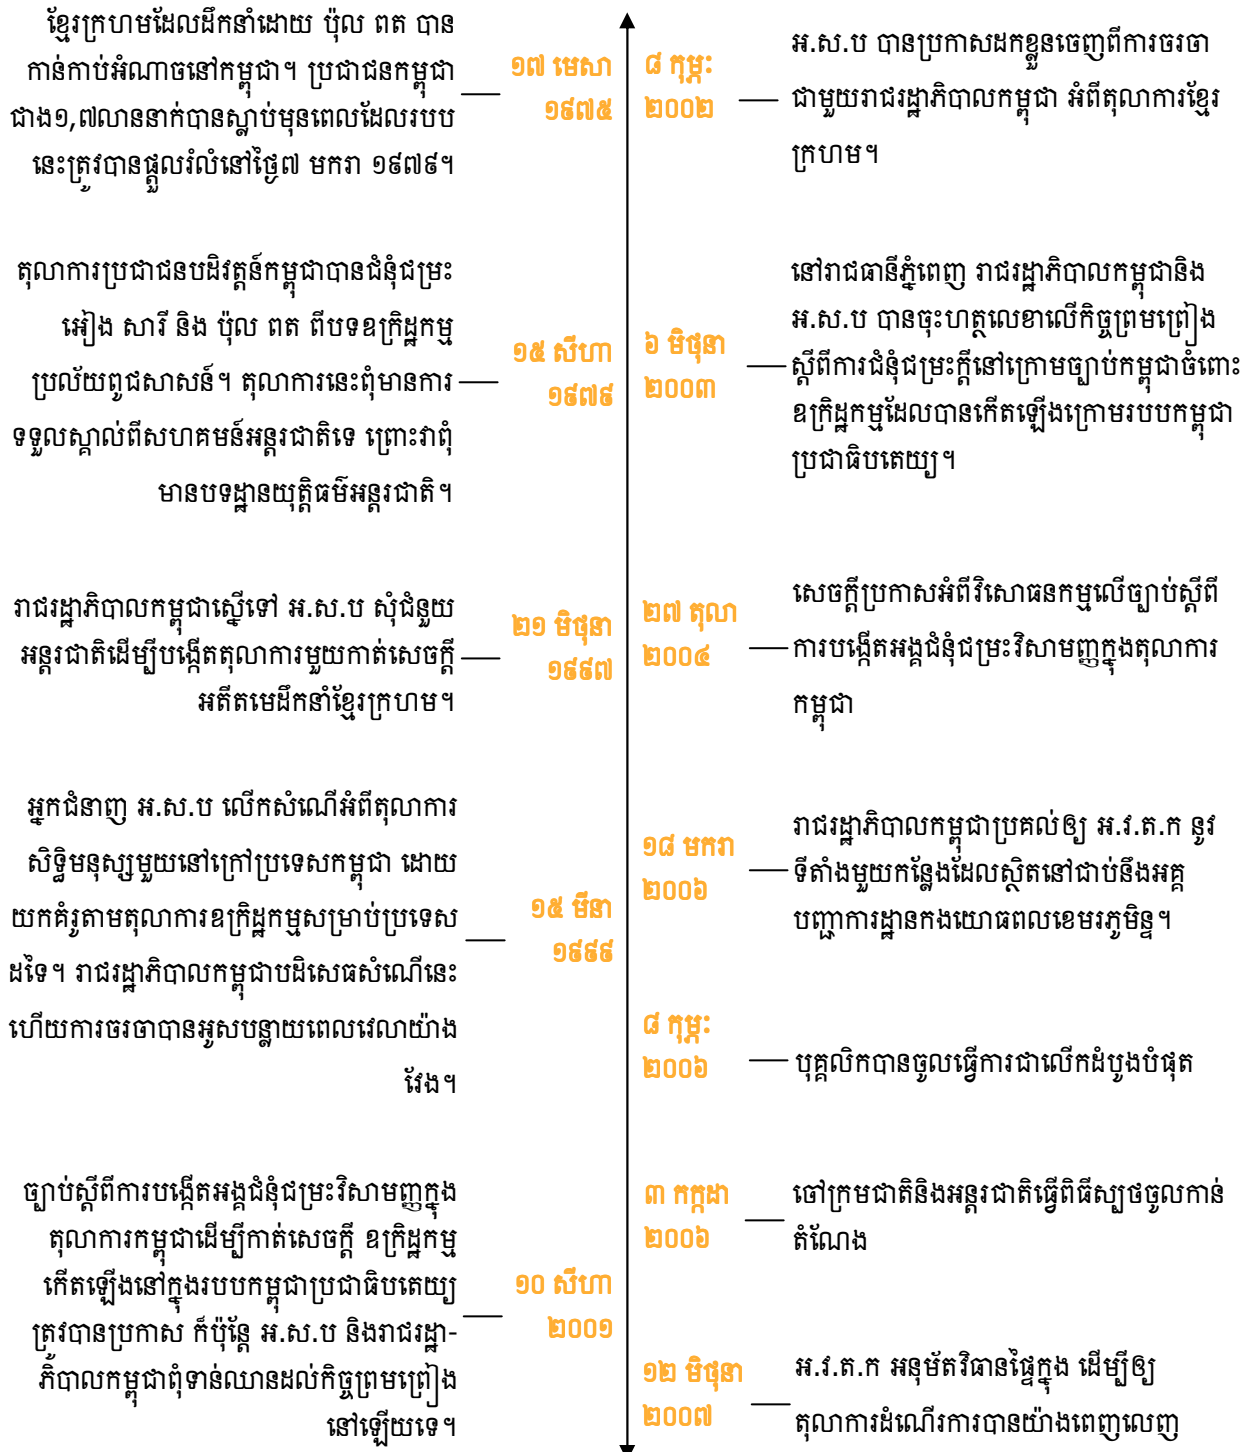 ខ្មែរក្រហមដែលដឹកនាំដោយ ប៉ុល ពត បាន
កាន់កាប់អំណាចនៅកម្ពុជា។ ប្រជាជនកម្ពុជា
ជាង១,៧លាននាក់បានស្លាប់មុនពេលដែលរបប
នេះត្រូវបានផ្តួលរំលំនៅថ្ងៃ៧ មករា ១៩៧៩។
១៧ មេសា
១៩៧៥
តុលាការប្រជាជនបដិវត្តន៍កម្ពុជាបានជំនុំជម្រះ
អៀង សារី និង ប៉ុល ពត ពីបទឧក្រិដ្ឋកម្ម
ប្រល័យពូជសាសន៍។ តុលាការនេះពុំមានការ
ទទួលស្គាល់ពីសហគមន៍អន្តរជាតិទេ ព្រោះវាពុំ
មានបទដ្ឋានយុត្តិធម៌អន្តរជាតិ។
១៥ សីហា
១៩៧៩
រាជរដ្ឋាភិបាលកម្ពុជាស្នើទៅ អ.ស.ប សុំជំនួយ
អន្តរជាតិដើម្បីបង្កើតតុលាការមួយកាត់សេចក្តី
អតីតមេដឹកនាំខ្មែរក្រហម។
២១ មិថុនា
១៩៩៧
អ្នកជំនាញ អ.ស.ប លើកសំណើអំពីតុលាការ
សិទ្ធិមនុស្សមួយនៅក្រៅប្រទេសកម្ពុជា ដោយ
យកគំរូតាមតុលាការឧក្រិដ្ឋកម្មសម្រាប់ប្រទេស
ដទៃ។ រាជរដ្ឋាភិបាលកម្ពុជាបដិសេធសំណើនេះ
ហើយការចរចាបានអូសបន្លាយពេលវេលាយ៉ាង
វែង។
១៥ មីនា
១៩៩៩
ច្បាប់ស្តីពីការបង្កើតអង្គជំនុំជម្រះវិសាមញ្ញក្នុង
តុលាការកម្ពុជាដើម្បីកាត់សេចក្តី ឧក្រិដ្ឋកម្ម
កើតឡើងនៅក្នុងរបបកម្ពុជាប្រជាធិបតេយ្យ
ត្រូវបានប្រកាស ក៏ប៉ុន្តែ អ.ស.ប និងរាជរដ្ឋា-
ភិបាលកម្ពុជាពុំទាន់ឈានដល់កិច្ចព្រមព្រៀង
នៅឡើយទេ។
១០ សីហា
២០០១
៨ កុម្ភៈ
២០០២
អ.ស.ប បានប្រកាសដកខ្លួនចេញពីការចរចា
ជាមួយរាជរដ្ឋាភិបាលកម្ពុជា អំពីតុលាការខ្មែរ
ក្រហម។
៦ មិថុនា
២០០៣
នៅរាជធានីភ្នំពេញ រាជរដ្ឋាភិបាលកម្ពុជានិង
អ.ស.ប បានចុះហត្ថលេខាលើកិច្ចព្រមព្រៀង
ស្តីពីការជំនុំជម្រះក្តីនៅក្រោមច្បាប់កម្ពុជាចំពោះ
ឧក្រិដ្ឋកម្មដែលបានកើតឡើងក្រោមរបបកម្ពុជា
ប្រជាធិបតេយ្យ។
២៧ តុលា
២០០៤
សេចក្តីប្រកាសអំពីវិសោធនកម្មលើច្បាប់ស្តីពី
ការបង្កើតអង្គជំនុំជម្រះវិសាមញ្ញក្នុងតុលាការ
កម្ពុជា
១៨ មករា
២០០៦
រាជរដ្ឋាភិបាលកម្ពុជាប្រគល់ឲ្យ អ.វ.ត.ក នូវ
ទីតាំងមួយកន្លែងដែលស្ថិតនៅជាប់នឹងអគ្គ
បញ្ជាការដ្ឋានកងយោធពលខេមរភូមិន្ទ។
៨ កុម្ភៈ
២០០៦
បុគ្គលិកបានចូលធ្វើការជាលើកដំបូងបំផុត
៣ កក្កដា
២០០៦
ចៅក្រមជាតិនិងអន្តរជាតិធ្វើពិធីស្បថចូលកាន់
តំណែង
១២ មិថុនា
២០០៧
អ.វ.ត.ក អនុម័តវិធានផ្ទៃក្នុង ដើម្បីឲ្យ
តុលាការដំណើរការបានយ៉ាងពេញលេញ